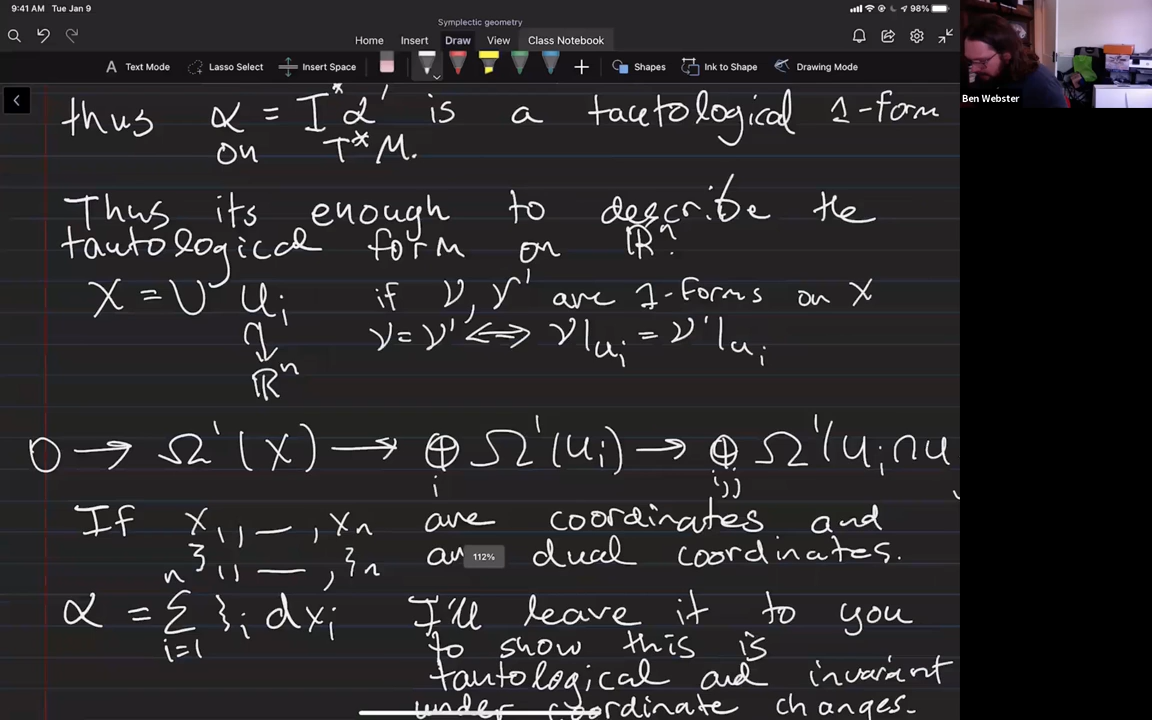 9:41 AM Tue Jan 9
98%
Symplectic geometry
Home Insert Draw View Class Notebook
Text Mode Lasso Select Insert Space Shapes Ink to Shape Drawing Mode
Ben Webster
thus α = I*α' is a tautological 1-form
on T*M.
Thus its enough to describe the
tautological form on ℝⁿ.
X = ∪ Uᵢ if ν, ν' are 1-forms on X
ν = ν' ⟺ ν|Uᵢ = ν'|Uᵢ
ℝⁿ
0 → Ω¹(X) → ⊕ᵢ Ω¹(Uᵢ) → ⊕ᵢ,ⱼ Ω¹(Uᵢ∩U
If x₁, — , xₙ are coordinates and
ξ₁, — , ξₙ dual coordinates.
112%
α = Σⁿᵢ₌₁ ξᵢ dxᵢ I'll leave it to you
to show this is
tautological and invariant
under coordinate changes.